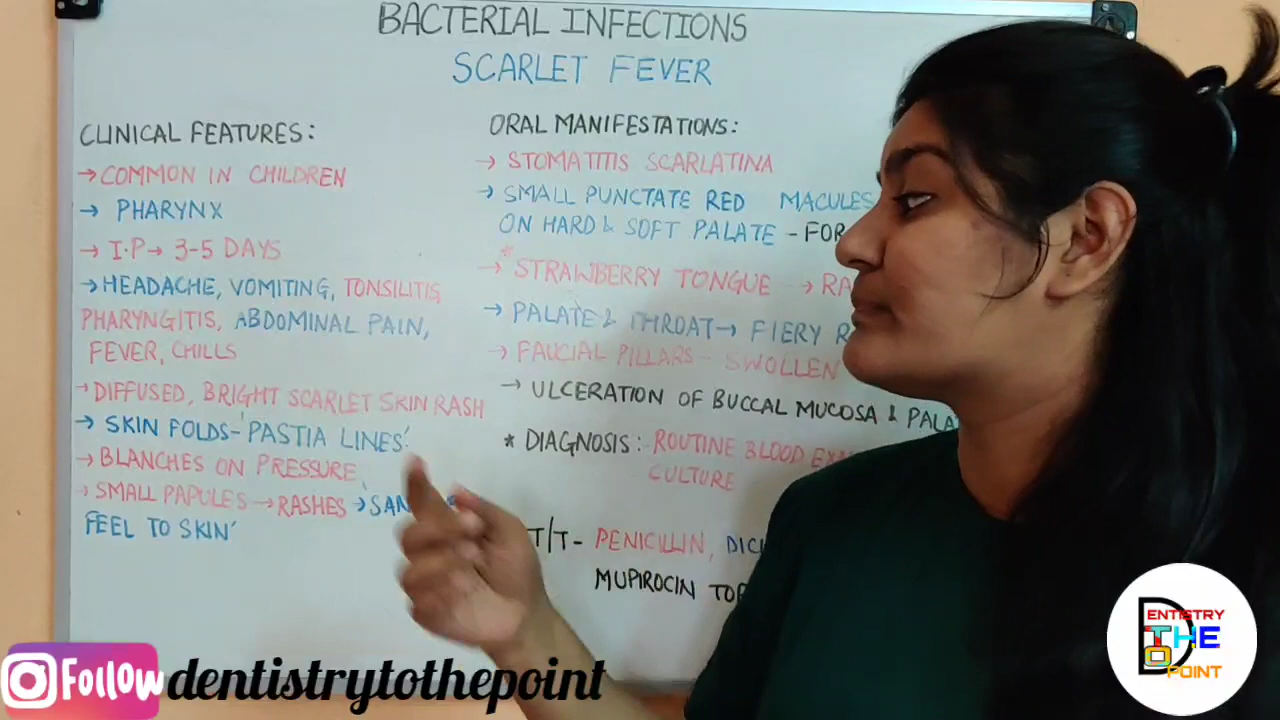 BACTERIAL INFECTIONS
SCARLET FEVER
CLINICAL FEATURES:
→ COMMON IN CHILDREN
→ PHARYNX
→ I.P → 3-5 DAYS
→ HEADACHE, VOMITING, TONSILITIS,
PHARYNGITIS, ABDOMINAL PAIN,
FEVER, CHILLS
→ DIFFUSED, BRIGHT SCARLET SKIN RASH
→ SKIN FOLDS - 'PASTIA LINES'.
→ BLANCHES ON PRESSURE
→ SMALL PAPULES → RASHES →
FEEL TO SKIN'
ORAL MANIFESTATIONS:
→ STOMATITIS SCARLATINA
→ SMALL PUNCTATE RED MACULES
ON HARD & SOFT PALATE -
* → STRAWBERRY TONGUE →
→ PALATE & THROAT → FIERY
→ FAUCIAL PILLARS - SWOLLEN
→ ULCERATION OF BUCCAL MUCOSA &
* DIAGNOSIS: ROUTINE BLOOD
CULTURE
T/T - PENICILLIN,
MUPIROCIN
Follow dentistrytothepoint
DENTISTRY
THE
TO
POINT